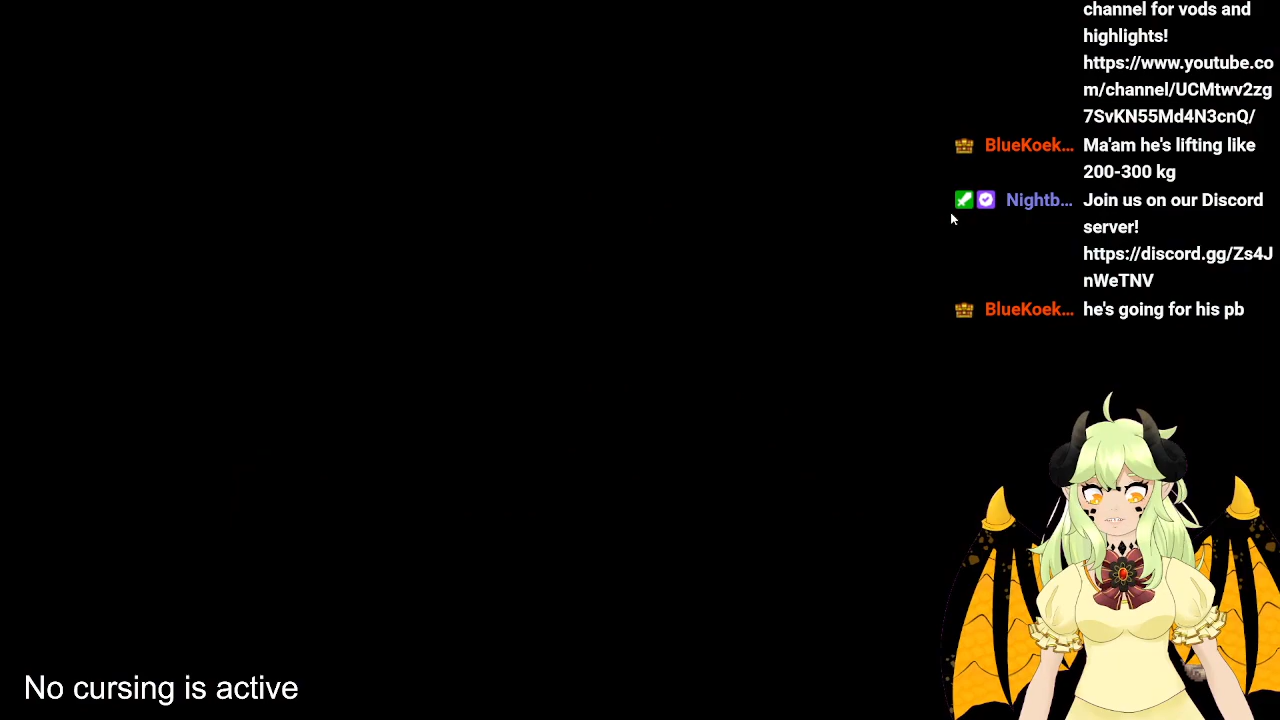 channel for vods and
highlights!
https://www.youtube.co
m/channel/UCMtwv2zg
7SvKN55Md4N3cnQ/
BlueKoek... Ma'am he's lifting like
200-300 kg
Nightb... Join us on our Discord
server!
https://discord.gg/Zs4J
nWeTNV
BlueKoek... he's going for his pb
No cursing is active